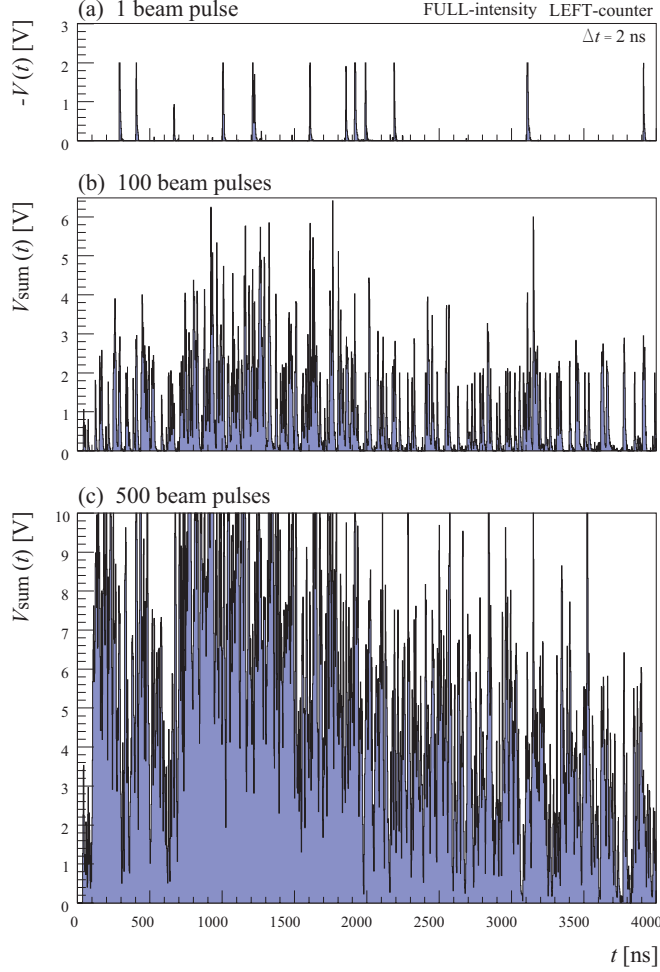 (a) 1 beam pulse FULL-intensity LEFT-counter
Δt = 2 ns
-V(t) [V]
3
2
1
0
(b) 100 beam pulses
Vsum (t) [V]
6
5
4
3
2
1
0
(c) 500 beam pulses
Vsum (t) [V]
10
9
8
7
6
5
4
3
2
1
0
0 500 1000 1500 2000 2500 3000 3500 4000
t [ns]